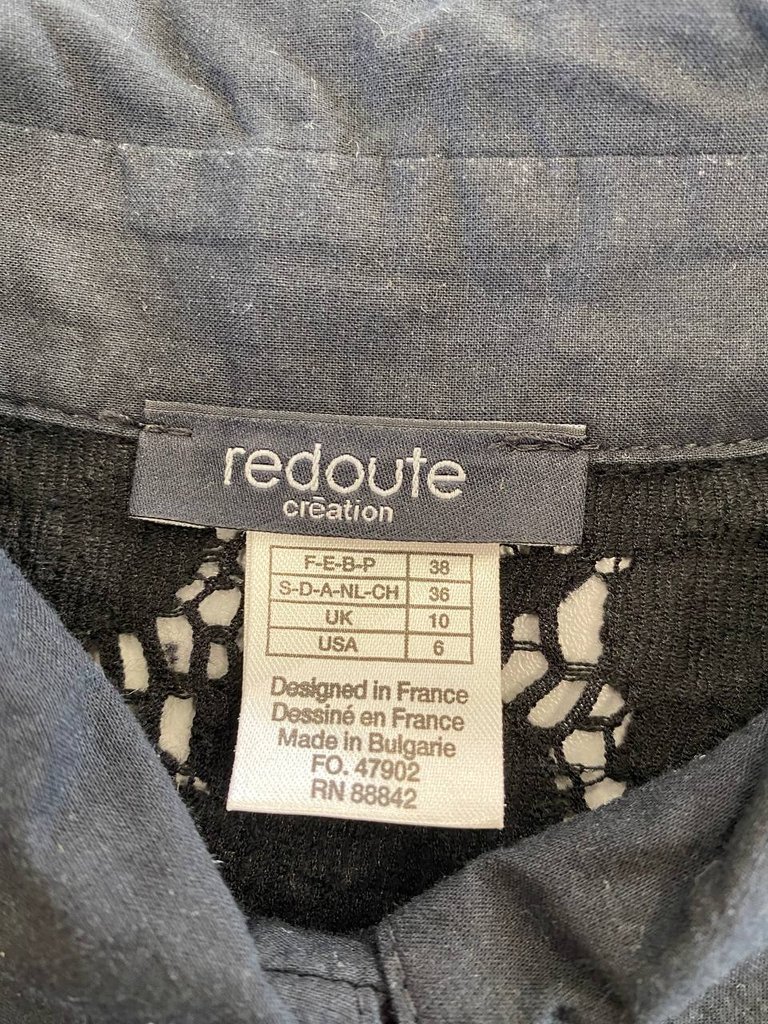 redoute
crēation
F-E-B-P 38
S-D-A-NL-CH 36
UK 10
USA 6
Designed in France
Dessiné en France
Made in Bulgarie
FO. 47902
RN 88842